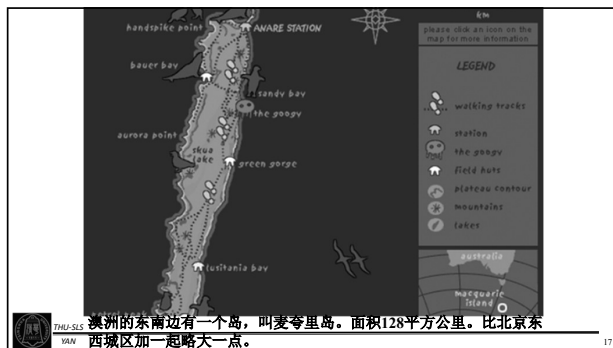 km
please click an icon on the
map for more information
handspike point
ANARE STATION
LEGEND
bauer bay
sandy bay
walking tracks
the googy
station
aurora point
the googy
skua
lake
green gorge
field huts
plateau contour
mountains
lakes
australia
lusitania bay
macquarie
island
THU-SLS
YAN
澳洲的东南边有一个岛，叫麦夸里岛。面积128平方公里。比北京东
西城区加一起略大一点。
17